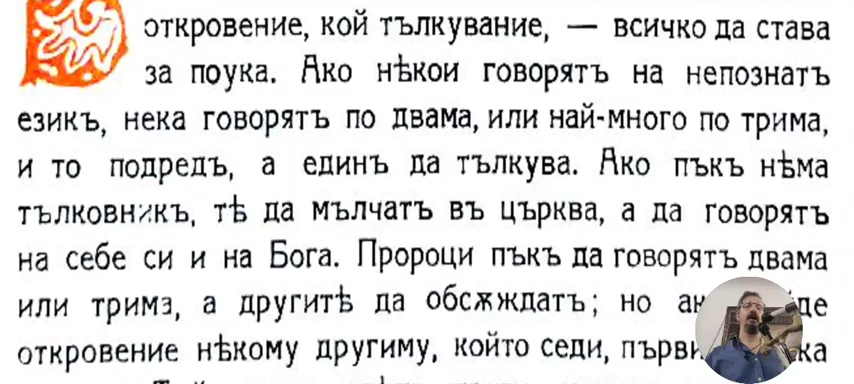 откровение, кой тълкувание, — всичко да става
за поука. Ако нѣкои говорятъ на непознатъ
езикъ, нека говорятъ по двама, или най-много по трима,
и то подредъ, а единъ да тълкува. Ако пъкъ нѣма
тълковникъ, тѣ да мълчатъ въ църква, а да говорятъ
на себе си и на Бога. Пророци пъкъ да говорятъ двама
или трима, а другитѣ да обсѫждатъ; но
откровение нѣкому другиму, който седи,